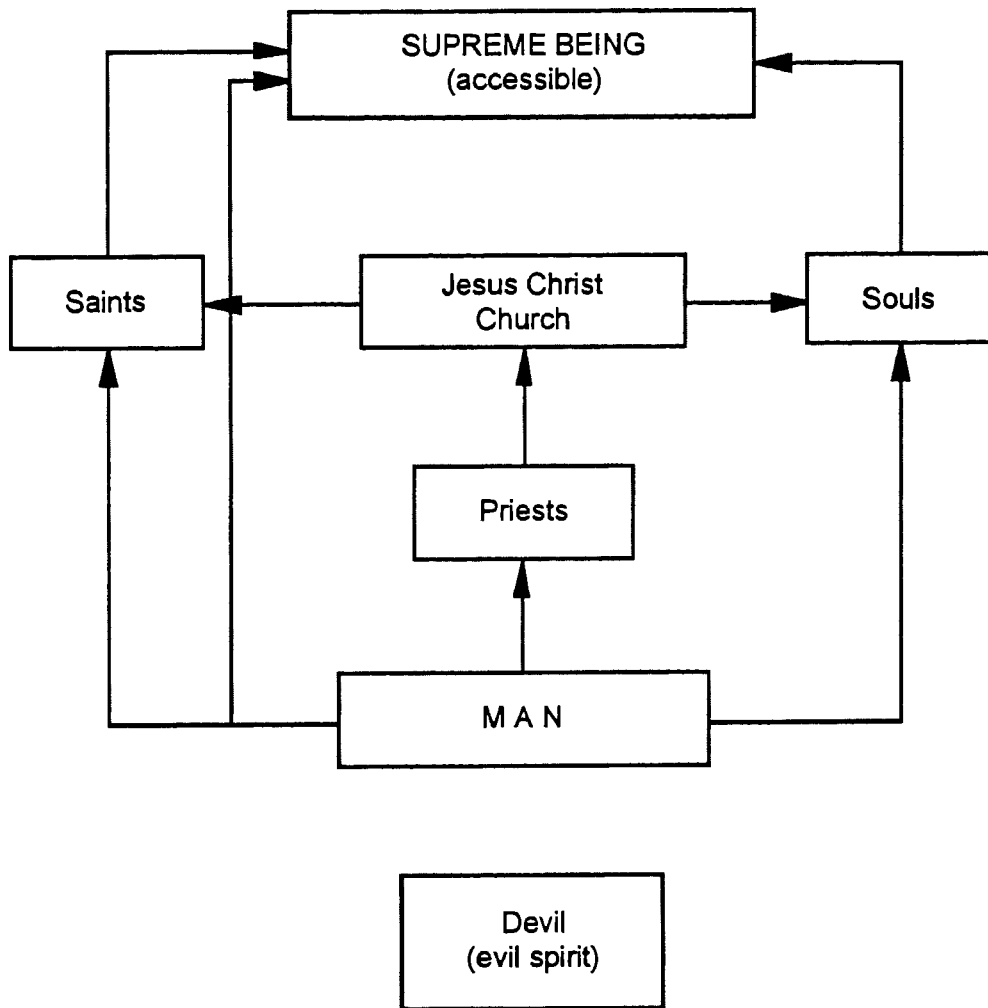 SUPREME BEING
(accessible)
Saints
Jesus Christ
Church
Souls
Priests
M A N
Devil
(evil spirit)